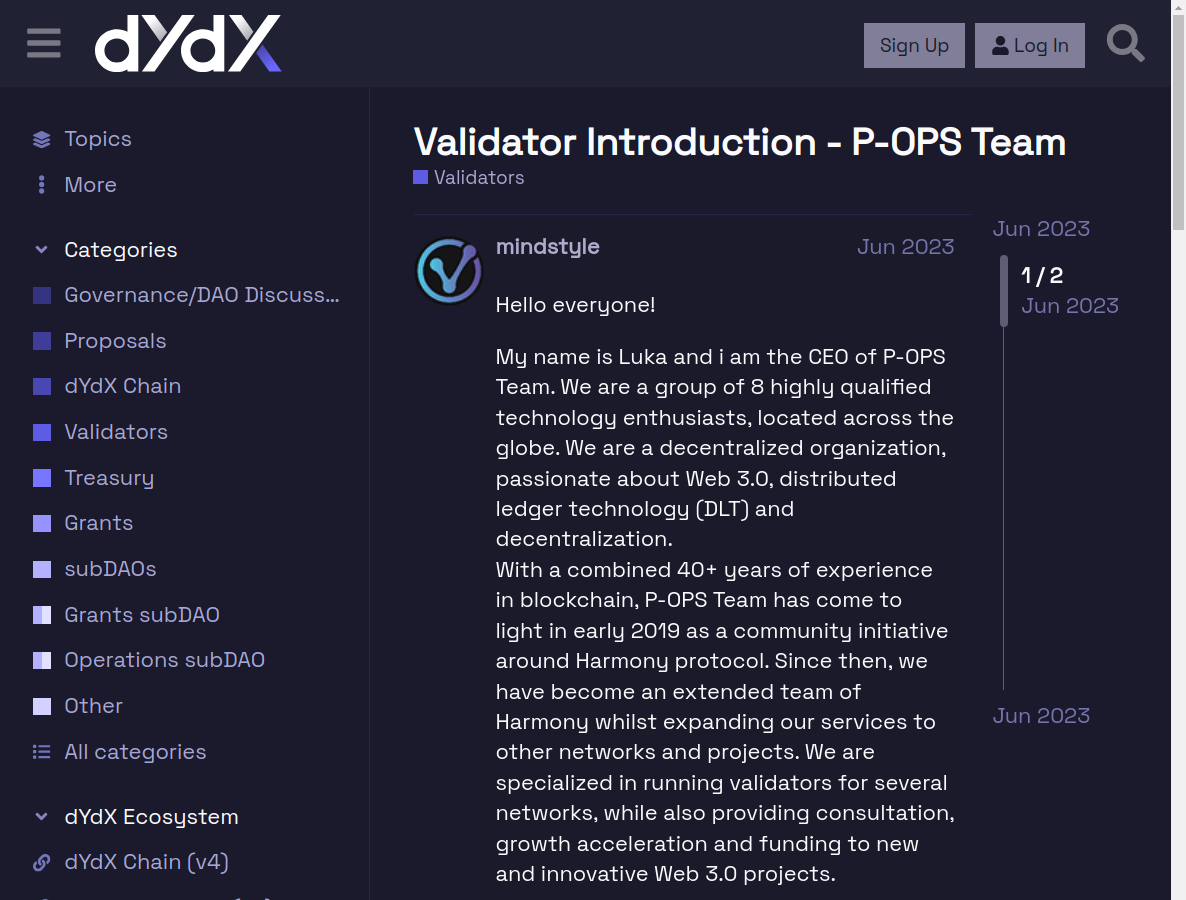 dYdX
Sign Up
Log In
Topics
More
Categories
Governance/DAO Discuss...
Proposals
dYdX Chain
Validators
Treasury
Grants
subDAOs
Grants subDAO
Operations subDAO
Other
All categories
dYdX Ecosystem
dYdX Chain (v4)
Validator Introduction - P-OPS Team
Validators
mindstyle
Jun 2023
Hello everyone!
My name is Luka and i am the CEO of P-OPS
Team. We are a group of 8 highly qualified
technology enthusiasts, located across the
globe. We are a decentralized organization,
passionate about Web 3.0, distributed
ledger technology (DLT) and
decentralization.
With a combined 40+ years of experience
in blockchain, P-OPS Team has come to
light in early 2019 as a community initiative
around Harmony protocol. Since then, we
have become an extended team of
Harmony whilst expanding our services to
other networks and projects. We are
specialized in running validators for several
networks, while also providing consultation,
growth acceleration and funding to new
and innovative Web 3.0 projects.
Jun 2023
1 / 2
Jun 2023
Jun 2023